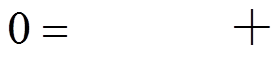 0 = +